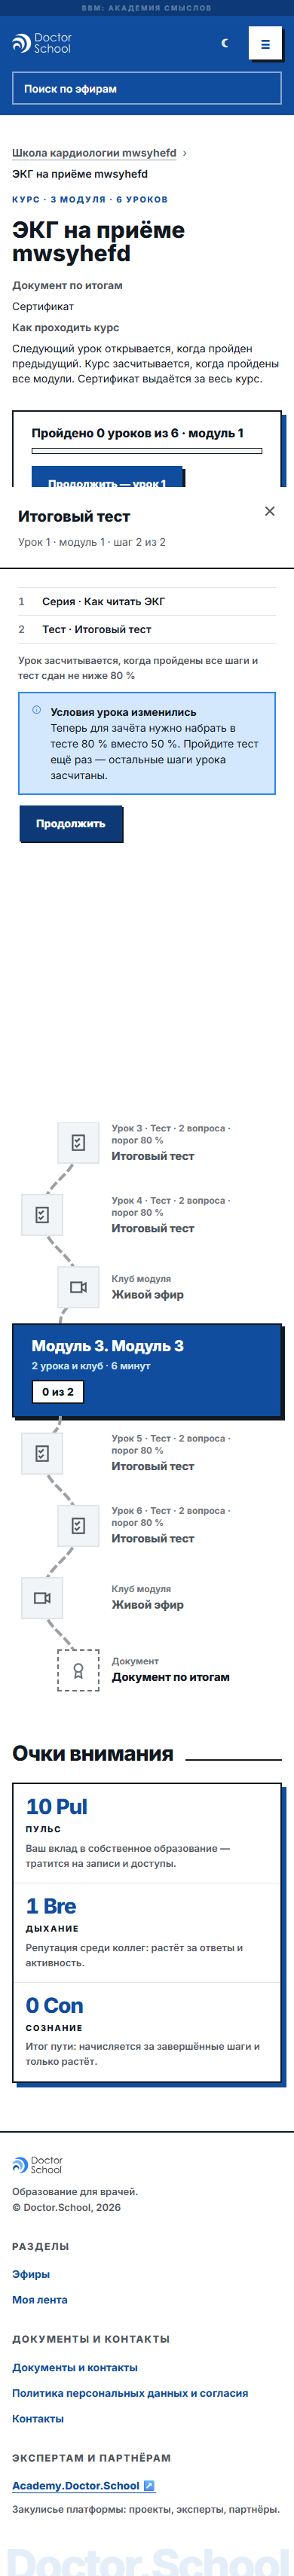 ВВМ: АКАДЕМИЯ СМЫСЛОВ
Doctor
School
Поиск по эфирам
Школа кардиологии mwsyhefd ›
ЭКГ на приёме mwsyhefd
КУРС · 3 МОДУЛЯ · 6 УРОКОВ
ЭКГ на приёме
mwsyhefd
Документ по итогам
Сертификат
Как проходить курс
Следующий урок открывается, когда пройден
предыдущий. Курс засчитывается, когда пройдены
все модули. Сертификат выдаётся за весь курс.
Пройдено 0 уроков из 6 · модуль 1
Продолжить — урок 1
Итоговый тест
Урок 1 · модуль 1 · шаг 2 из 2
1 Серия · Как читать ЭКГ
2 Тест · Итоговый тест
Урок засчитывается, когда пройдены все шаги и
тест сдан не ниже 80 %
Условия урока изменились
Теперь для зачёта нужно набрать в
тесте 80 % вместо 50 %. Пройдите тест
ещё раз — остальные шаги урока
засчитаны.
Продолжить
Урок 3 · Тест · 2 вопроса ·
порог 80 %
Итоговый тест
Урок 4 · Тест · 2 вопроса ·
порог 80 %
Итоговый тест
Клуб модуля
Живой эфир
Модуль 3. Модуль 3
2 урока и клуб · 6 минут
0 из 2
Урок 5 · Тест · 2 вопроса ·
порог 80 %
Итоговый тест
Урок 6 · Тест · 2 вопроса ·
порог 80 %
Итоговый тест
Клуб модуля
Живой эфир
Документ
Документ по итогам
Очки внимания
10 Pul
ПУЛЬС
Ваш вклад в собственное образование —
тратится на записи и доступы.
1 Bre
ДЫХАНИЕ
Репутация среди коллег: растёт за ответы и
активность.
0 Con
СОЗНАНИЕ
Итог пути: начисляется за завершённые шаги и
только растёт.
Doctor
School
Образование для врачей.
© Doctor.School, 2026
РАЗДЕЛЫ
Эфиры
Моя лента
ДОКУМЕНТЫ И КОНТАКТЫ
Документы и контакты
Политика персональных данных и согласия
Контакты
ЭКСПЕРТАМ И ПАРТНЁРАМ
Academy.Doctor.School ↗
Закулисье платформы: проекты, эксперты, партнёры.
Doctor.School